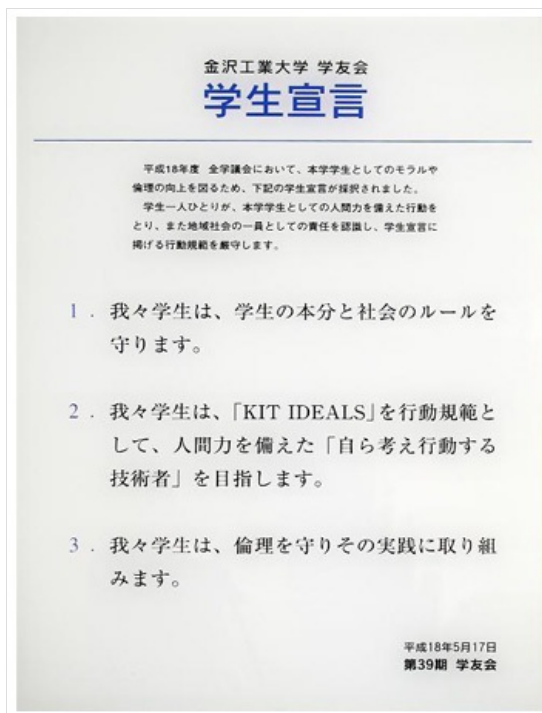 金沢工業大学 学友会
学生宣言
平成18年度 全学議会において、本学学生としてのモラルや
倫理の向上を図るため、下記の学生宣言が採択されました。
学生一人ひとりが、本学学生としての人間力を備えた行動を
とり、また地域社会の一員としての責任を認識し、学生宣言に
掲げる行動規範を厳守します。
1．我々学生は、学生の本分と社会のルールを
守ります。
2．我々学生は、「KIT IDEALS」を行動規範と
して、人間力を備えた「自ら考え行動する
技術者」を目指します。
3．我々学生は、倫理を守りその実践に取り組
みます。
平成18年5月17日
第39期 学友会